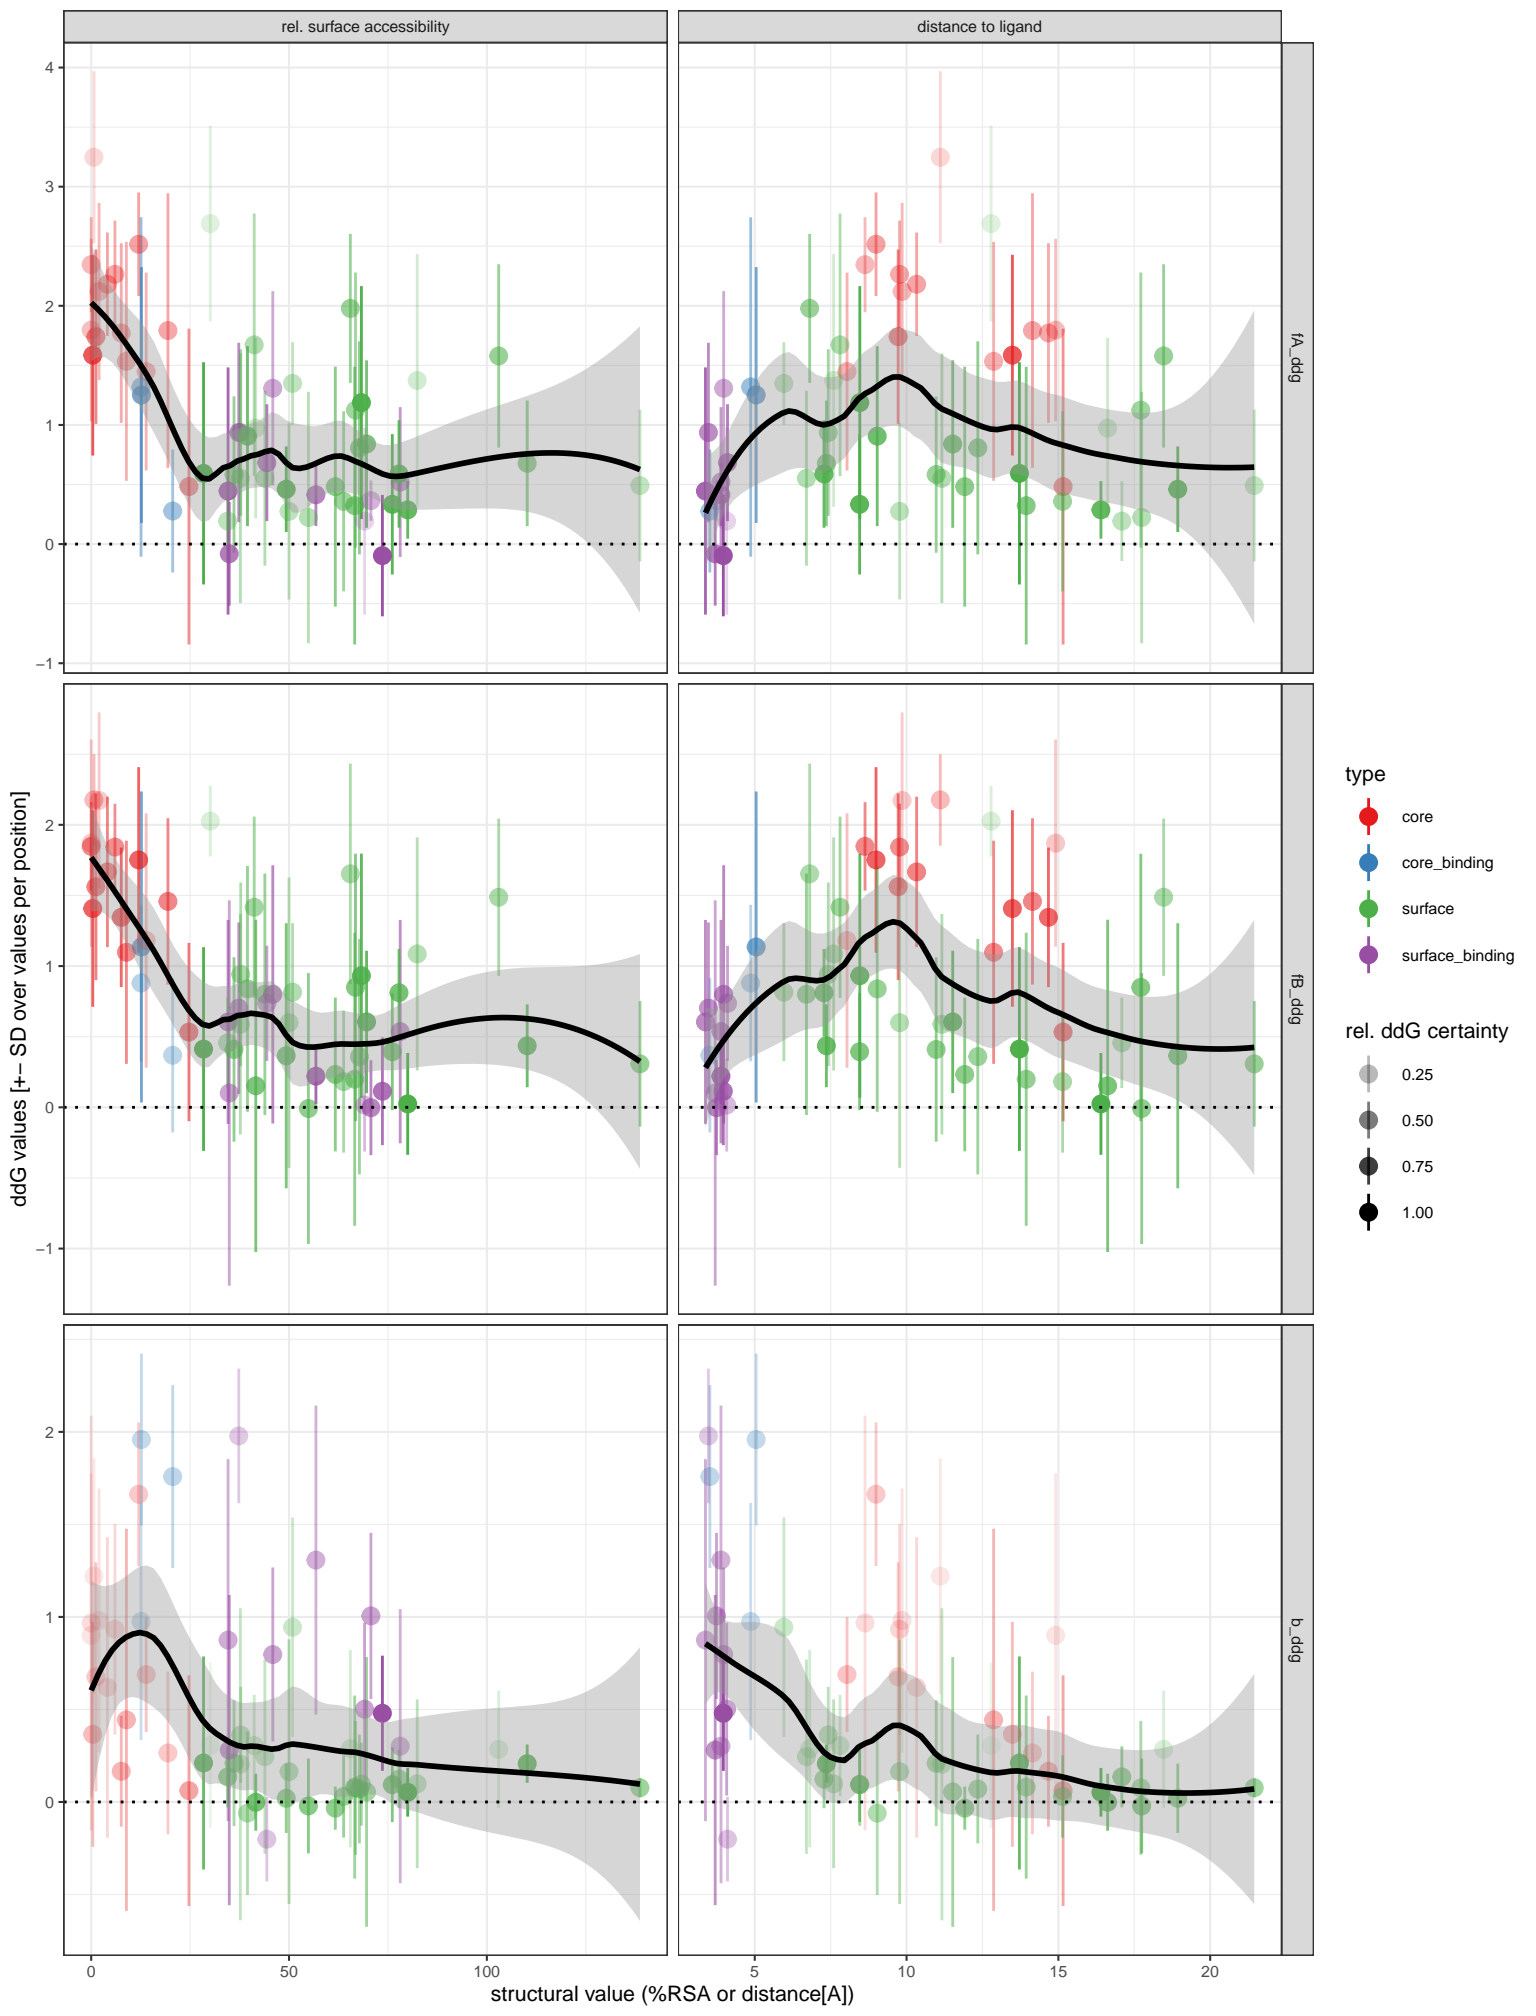 rel. surface accessibility
distance to ligand
4
3
2
1
0
−1
fA_ddg
2
1
0
−1
fB_ddg
2
1
0
b_ddg
0
50
100
5
10
15
20
structural value (%RSA or distance[A])
ddG values [+− SD over values per position]
type
core
core_binding
surface
surface_binding
rel. ddG certainty
0.25
0.50
0.75
1.00